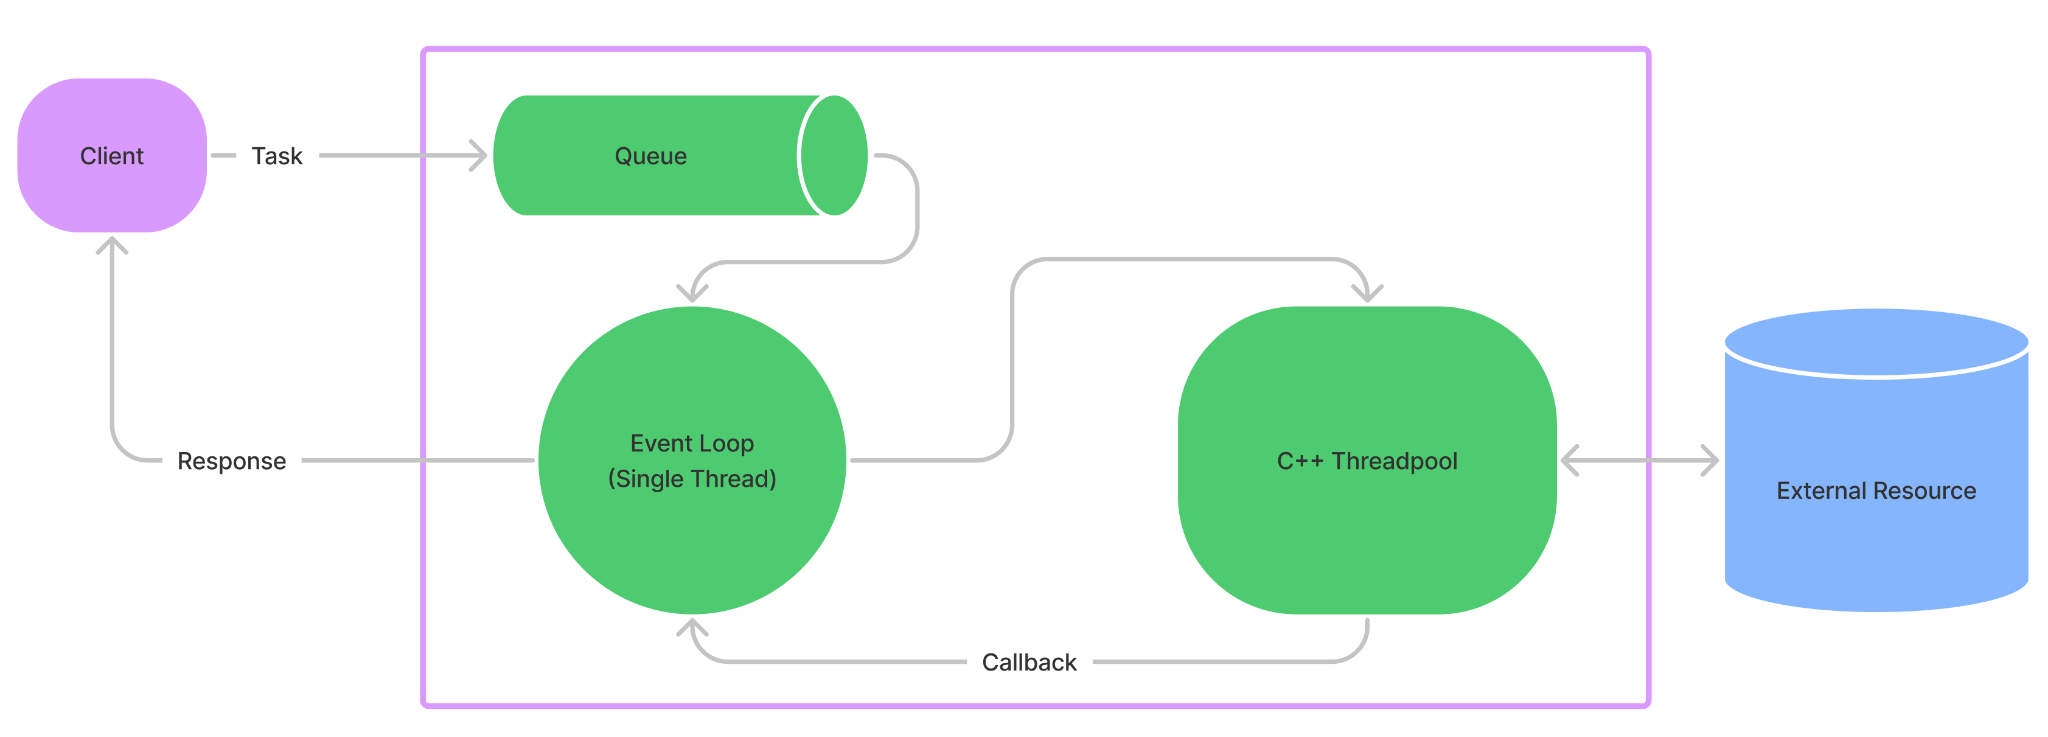 Client
Task
Queue
Event Loop
(Single Thread)
C++ Threadpool
External Resource
Response
Callback